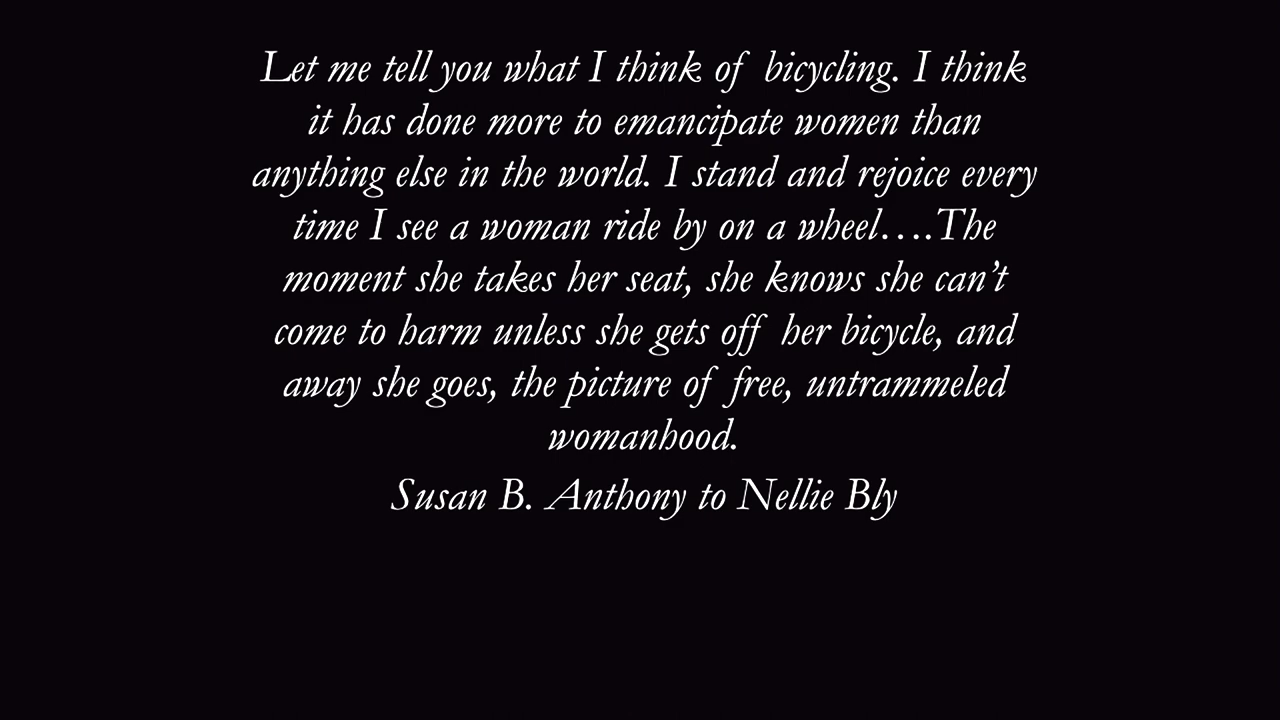 Let me tell you what I think of bicycling. I think
it has done more to emancipate women than
anything else in the world. I stand and rejoice every
time I see a woman ride by on a wheel….The
moment she takes her seat, she knows she can’t
come to harm unless she gets off her bicycle, and
away she goes, the picture of free, untrammeled
womanhood.
Susan B. Anthony to Nellie Bly